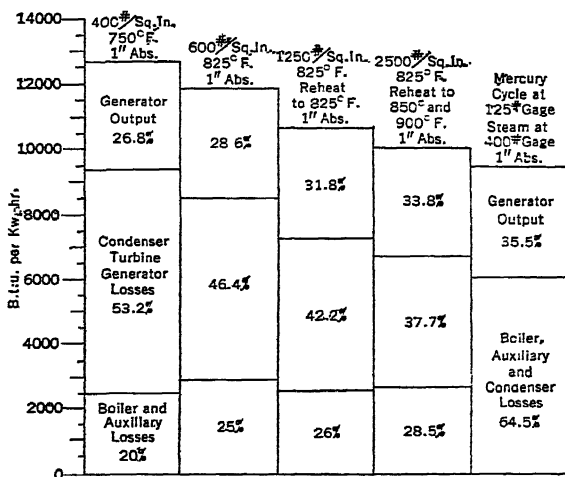 B.t.u. per Kw.-hr.
14000
12000
10000
8000
6000
4000
2000
0
400#/Sq.In.
750°F.
1" Abs.
Generator
Output
26.8%
Condenser
Turbine
Generator
Losses
53.2%
Boiler and
Auxiliary
Losses
20%
600#/Sq.In.
825°F.
1" Abs.
28.6%
46.4%
25%
1250#/Sq.In.
825°F.
Reheat
to 825°F.
1" Abs.
31.8%
42.2%
26%
2500#/Sq.In.
825°F.
Reheat to
850° and
900°F.
1" Abs.
33.8%
37.7%
28.5%
Mercury
Cycle at
125# Gage
Steam at
400# Gage
1" Abs.
Generator
Output
35.5%
Boiler,
Auxiliary
and
Condenser
Losses
64.5%